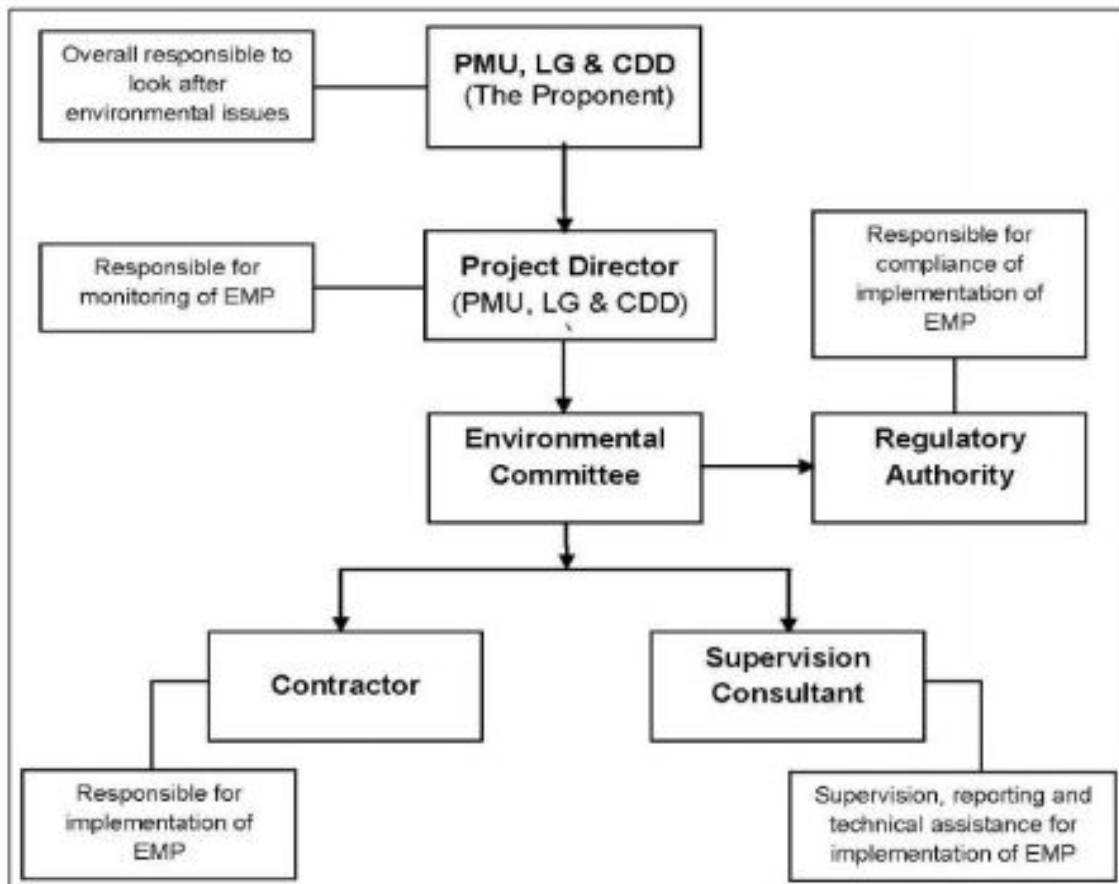 Overall responsible to
look after
environmental issues
PMU, LG & CDD
(The Proponent)
Responsible for
monitoring of EMP
Project Director
(PMU, LG & CDD)
Responsible for
compliance of
implementation of
EMP
Environmental
Committee
Regulatory
Authority
Contractor
Supervision
Consultant
Responsible for
implementation of
EMP
Supervision, reporting and
technical assistance for
implementation of EMP